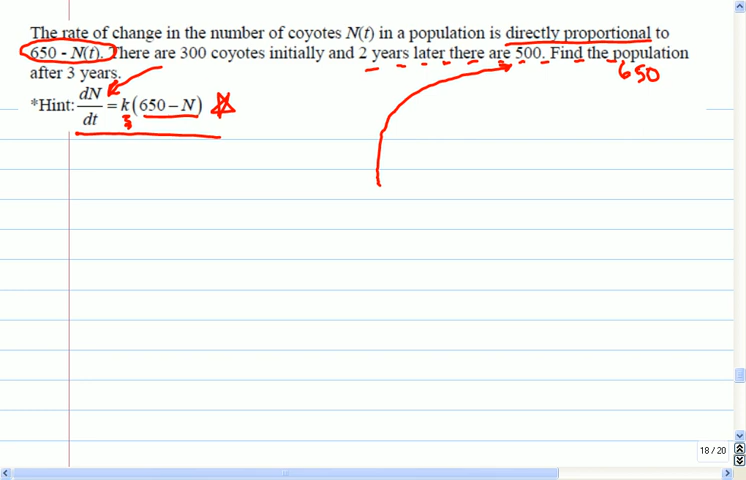 The rate of change in the number of coyotes N(t) in a population is directly proportional to
650 - N(t). There are 300 coyotes initially and 2 years later there are 500. Find the population
after 3 years.
650
*Hint: dN/dt = k(650 − N)
18 / 20